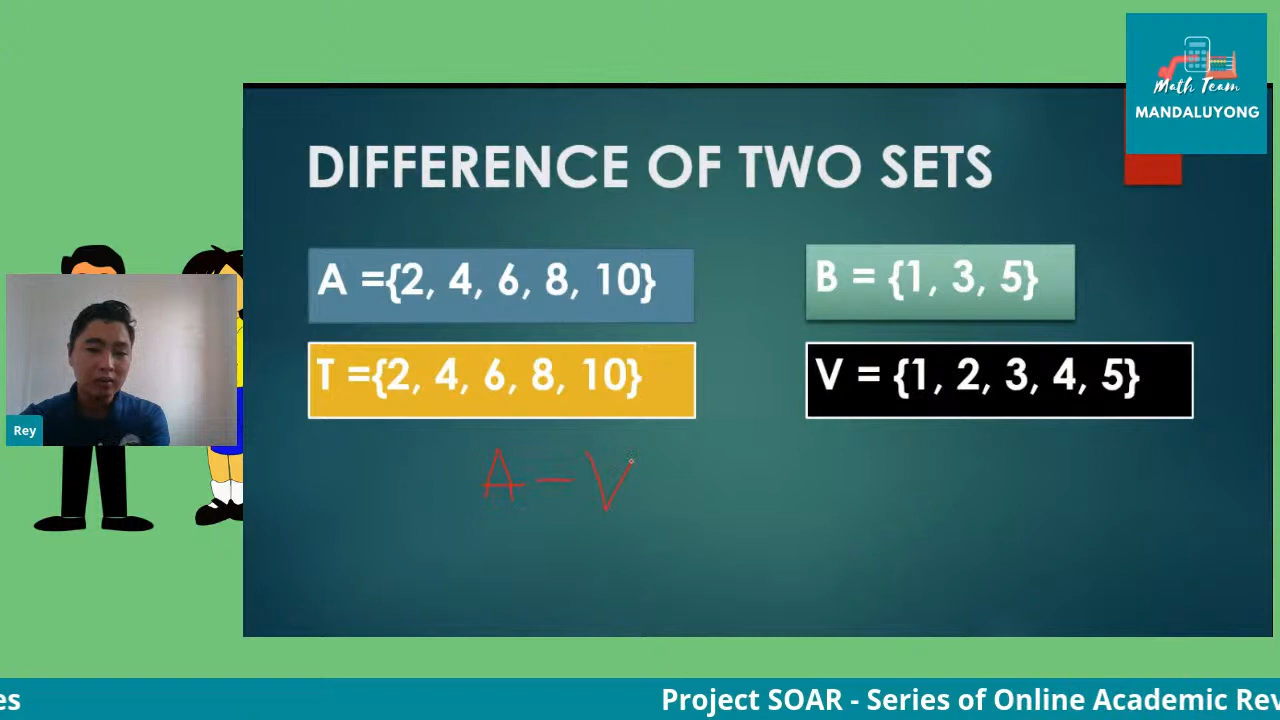 Math Team
MANDALUYONG
DIFFERENCE OF TWO SETS
A ={2, 4, 6, 8, 10}
B = {1, 3, 5}
T ={2, 4, 6, 8, 10}
V = {1, 2, 3, 4, 5}
Rey
A - V
es
Project SOAR - Series of Online Academic Rev